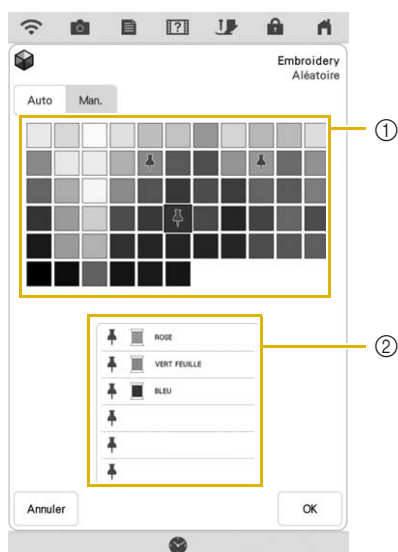 Embroidery
Aléatoire
Auto Man.
①
②
ROSE
VERT FEUILLE
BLEU
Annuler OK